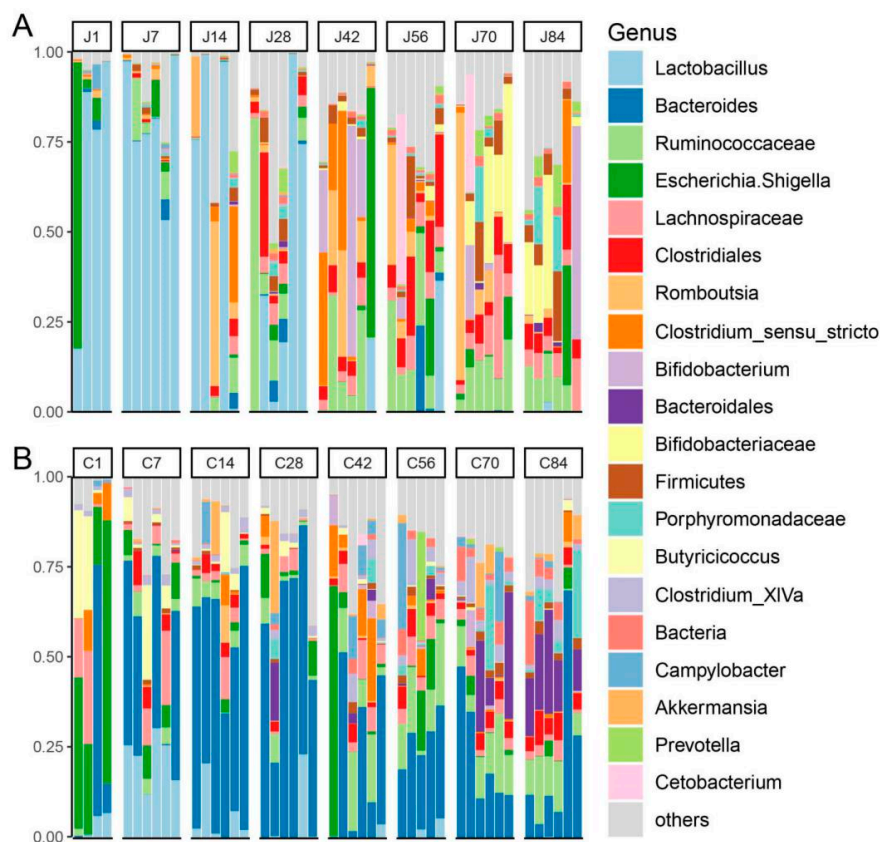 A
J1 J7 J14 J28 J42 J56 J70 J84
1.00
0.75
0.50
0.25
0.00
B
C1 C7 C14 C28 C42 C56 C70 C84
1.00
0.75
0.50
0.25
0.00
Genus
Lactobacillus
Bacteroides
Ruminococcaceae
Escherichia.Shigella
Lachnospiraceae
Clostridiales
Romboutsia
Clostridium_sensu_stricto
Bifidobacterium
Bacteroidales
Bifidobacteriaceae
Firmicutes
Porphyromonadaceae
Butyricicoccus
Clostridium_XIVa
Bacteria
Campylobacter
Akkermansia
Prevotella
Cetobacterium
others